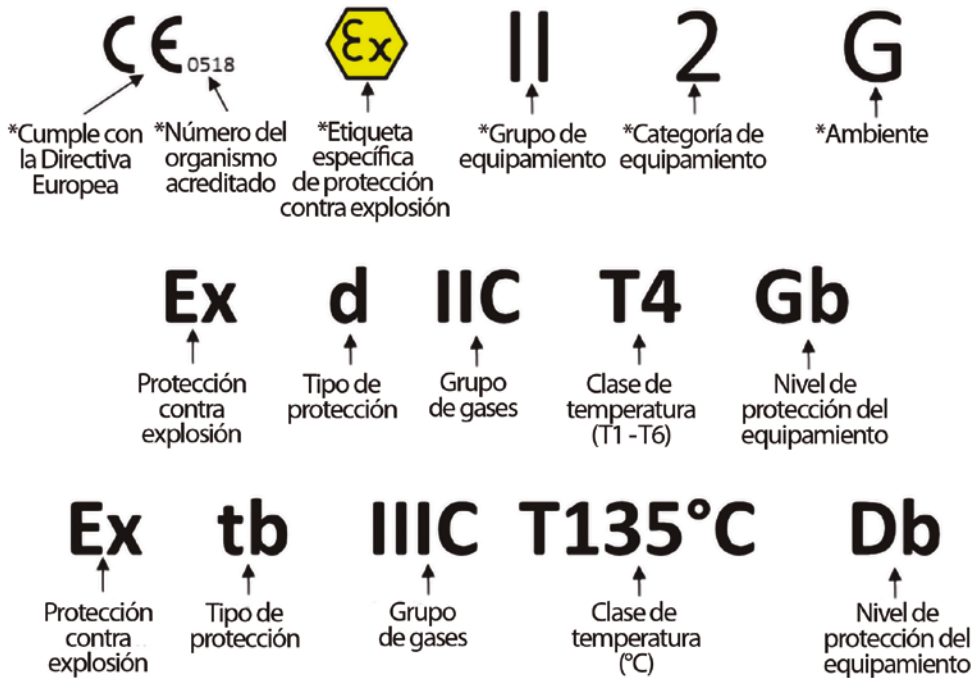 CE 0518 Ex II 2 G
*Cumple con la Directiva Europea
*Número del organismo acreditado
*Etiqueta específica de protección contra explosión
*Grupo de equipamiento
*Categoría de equipamiento
*Ambiente
Ex d IIC T4 Gb
Protección contra explosión
Tipo de protección
Grupo de gases
Clase de temperatura (T1 -T6)
Nivel de protección del equipamiento
Ex tb IIIC T135°C Db
Protección contra explosión
Tipo de protección
Grupo de gases
Clase de temperatura (°C)
Nivel de protección del equipamiento